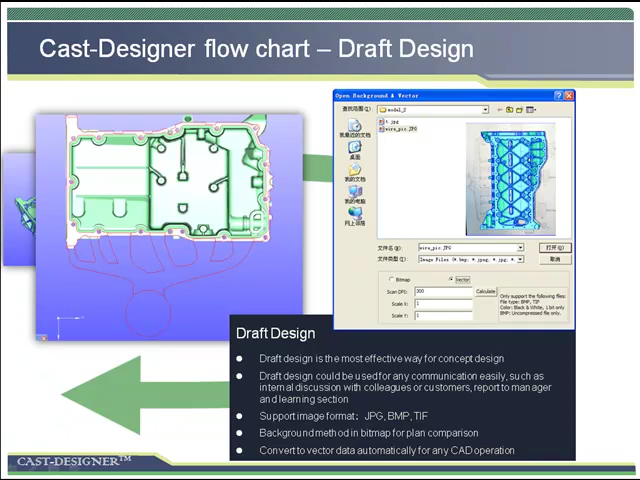 Cast-Designer flow chart – Draft Design
Open Background & Vector
查找范围(I):
model_2
t.jpg
wire_pic.JPG
我最近的文档
桌面
我的文档
我的电脑
网上邻居
文件名(N):
wire_pic.JPG
打开(O)
文件类型(T):
Image Files (*.bmp, *.jpeg, *.jpg, *.
取消
Bitmap
Vector
Scan DPI:
300
Calculate
Scale X:
1
Scale Y:
1
Only support the following files:
File type: BMP, TIF
Color: Black & White, 1 bit only
BMP: Uncompressed file only.
Draft Design
Draft design is the most effective way for concept design
Draft design could be used for any communication easily, such as
internal discussion with colleagues or customers, report to manager
and learning section
Support image format：JPG, BMP, TIF
Background method in bitmap for plan comparison
Convert to vector data automatically for any CAD operation
CAST-DESIGNER™